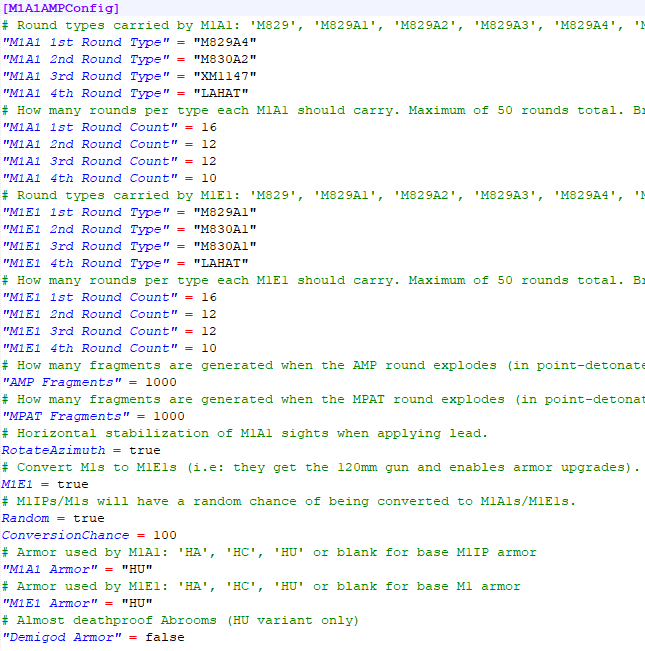 [M1A1AMPConfig]
# Round types carried by M1A1: 'M829', 'M829A1', 'M829A2', 'M829A3', 'M829A4', 'M
"M1A1 1st Round Type" = "M829A4"
"M1A1 2nd Round Type" = "M830A2"
"M1A1 3rd Round Type" = "XM1147"
"M1A1 4th Round Type" = "LAHAT"
# How many rounds per type each M1A1 should carry. Maximum of 50 rounds total. Br
"M1A1 1st Round Count" = 16
"M1A1 2nd Round Count" = 12
"M1A1 3rd Round Count" = 12
"M1A1 4th Round Count" = 10
# Round types carried by M1E1: 'M829', 'M829A1', 'M829A2', 'M829A3', 'M829A4', 'M
"M1E1 1st Round Type" = "M829A1"
"M1E1 2nd Round Type" = "M830A1"
"M1E1 3rd Round Type" = "M830A1"
"M1E1 4th Round Type" = "LAHAT"
# How many rounds per type each M1E1 should carry. Maximum of 50 rounds total. Br
"M1E1 1st Round Count" = 16
"M1E1 2nd Round Count" = 12
"M1E1 3rd Round Count" = 12
"M1E1 4th Round Count" = 10
# How many fragments are generated when the AMP round explodes (in point-detonate
"AMP Fragments" = 1000
# How many fragments are generated when the MPAT round explodes (in point-detonat
"MPAT Fragments" = 1000
# Horizontal stabilization of M1A1 sights when applying lead.
RotateAzimuth = true
# Convert M1s to M1E1s (i.e: they get the 120mm gun and enables armor upgrades).
M1E1 = true
# M1IPs/M1s will have a random chance of being converted to M1A1s/M1E1s.
Random = true
ConversionChance = 100
# Armor used by M1A1: 'HA', 'HC', 'HU' or blank for base M1IP armor
"M1A1 Armor" = "HU"
# Armor used by M1E1: 'HA', 'HC', 'HU' or blank for base M1 armor
"M1E1 Armor" = "HU"
# Almost deathproof Abrooms (HU variant only)
"Demigod Armor" = false